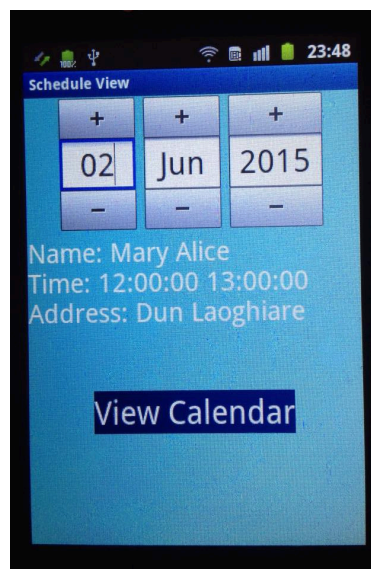 100%
23:48
Schedule View
+ + +
02 Jun 2015
− − −
Name: Mary Alice
Time: 12:00:00 13:00:00
Address: Dun Laoghiare
View Calendar